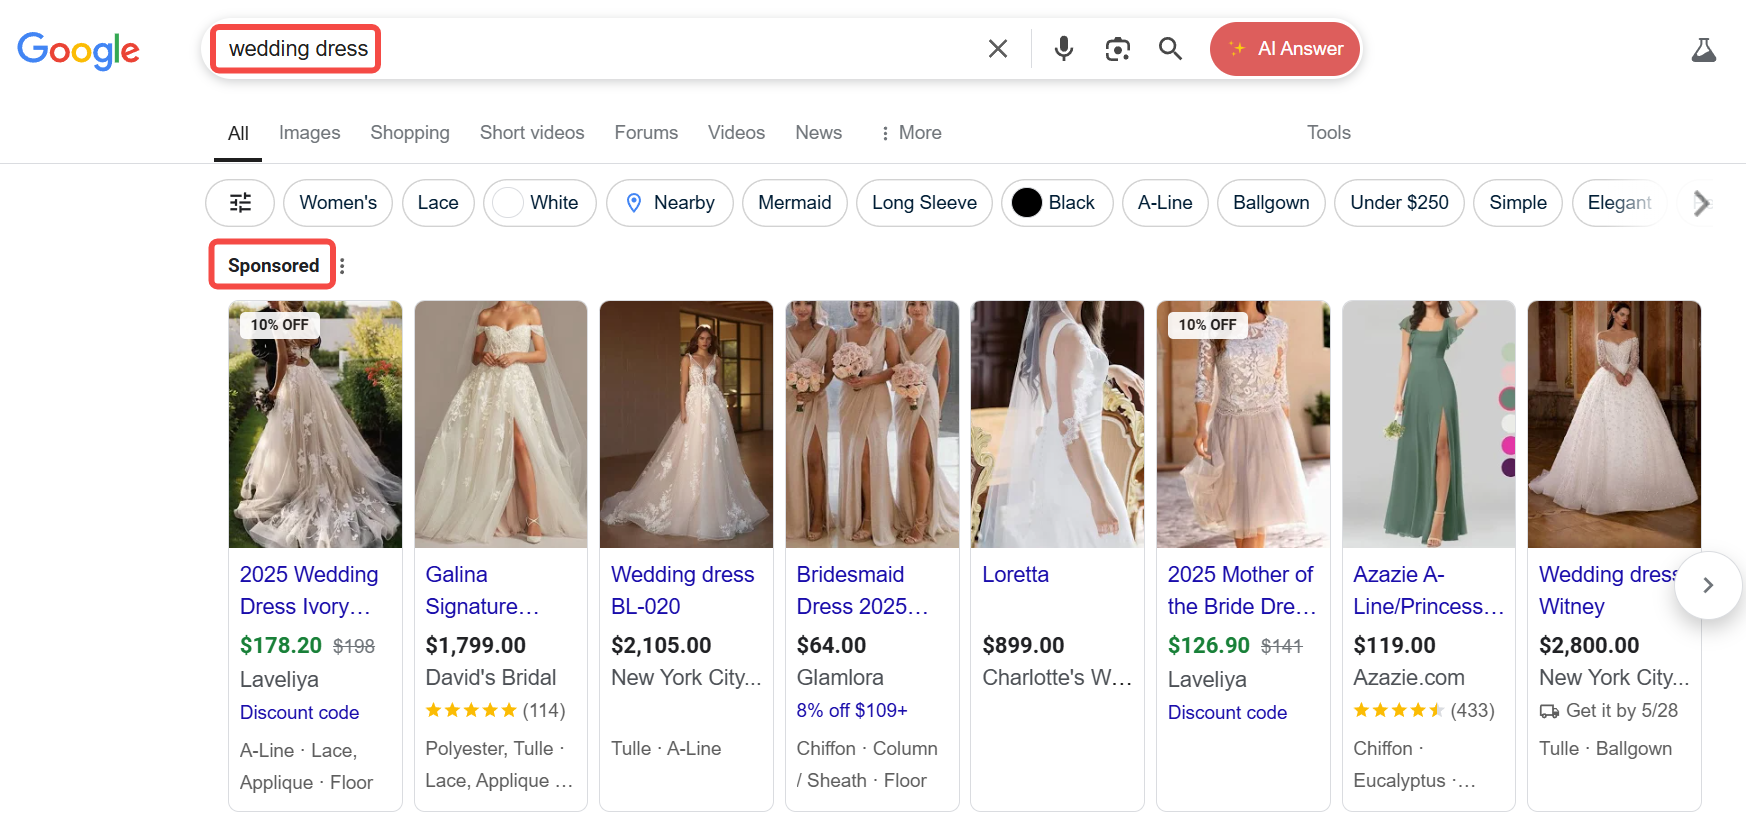 Google
wedding dress
AI Answer
All Images Shopping Short videos Forums Videos News More Tools
Women's Lace White Nearby Mermaid Long Sleeve Black A-Line Ballgown Under $250 Simple Elegant
Sponsored
10% OFF
2025 Wedding
Dress Ivory...
$178.20 $198
Laveliya
Discount code
A-Line · Lace,
Applique · Floor
Galina
Signature...
$1,799.00
David's Bridal
(114)
Polyester, Tulle ·
Lace, Applique ...
Wedding dress
BL-020
$2,105.00
New York City...
Tulle · A-Line
Bridesmaid
Dress 2025...
$64.00
Glamlora
8% off $109+
Chiffon · Column
/ Sheath · Floor
Loretta
$899.00
Charlotte's W...
10% OFF
2025 Mother of
the Bride Dre...
$126.90 $141
Laveliya
Discount code
Azazie A-
Line/Princess...
$119.00
Azazie.com
(433)
Chiffon ·
Eucalyptus ·...
Wedding dress
Witney
$2,800.00
New York City...
Get it by 5/28
Tulle · Ballgown